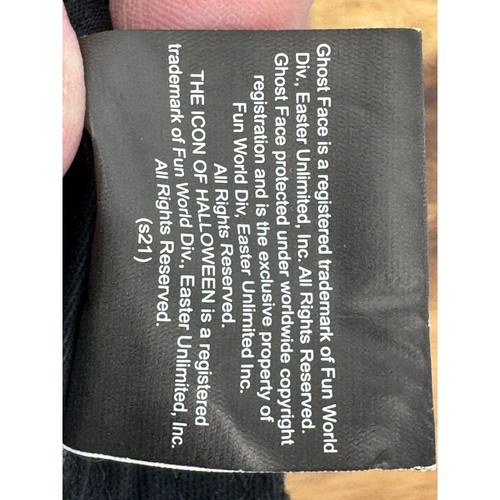 Ghost Face is a registered trademark of Fun World
Div., Easter Unlimited, Inc. All Rights Reserved.
Ghost Face protected under worldwide copyright
registration and is the exclusive property of
Fun World Div, Easter Unlimited Inc.
All Rights Reserved.
THE ICON OF HALLOWEEN is a registered
trademark of Fun World Div., Easter Unlimited, Inc.
All Rights Reserved.
(s21)